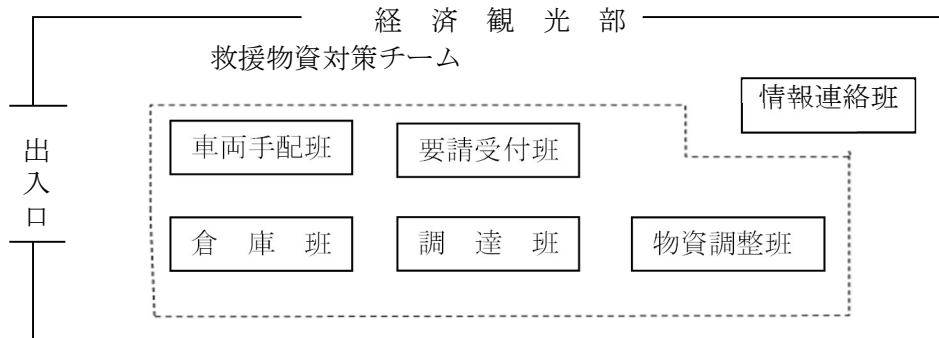 経済観光部
救援物資対策チーム
情報連絡班
車両手配班
要請受付班
出入口
倉庫班
調達班
物資調整班